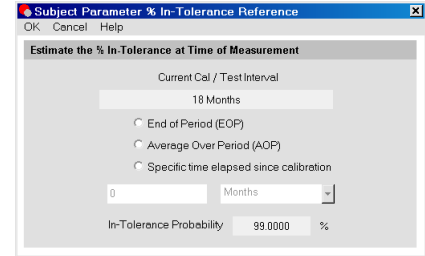 Subject Parameter % In-Tolerance Reference
OK Cancel Help
Estimate the % In-Tolerance at Time of Measurement
Current Cal / Test Interval
18 Months
End of Period (EOP)
Average Over Period (AOP)
Specific time elapsed since calibration
0 Months
In-Tolerance Probability 99.0000 %